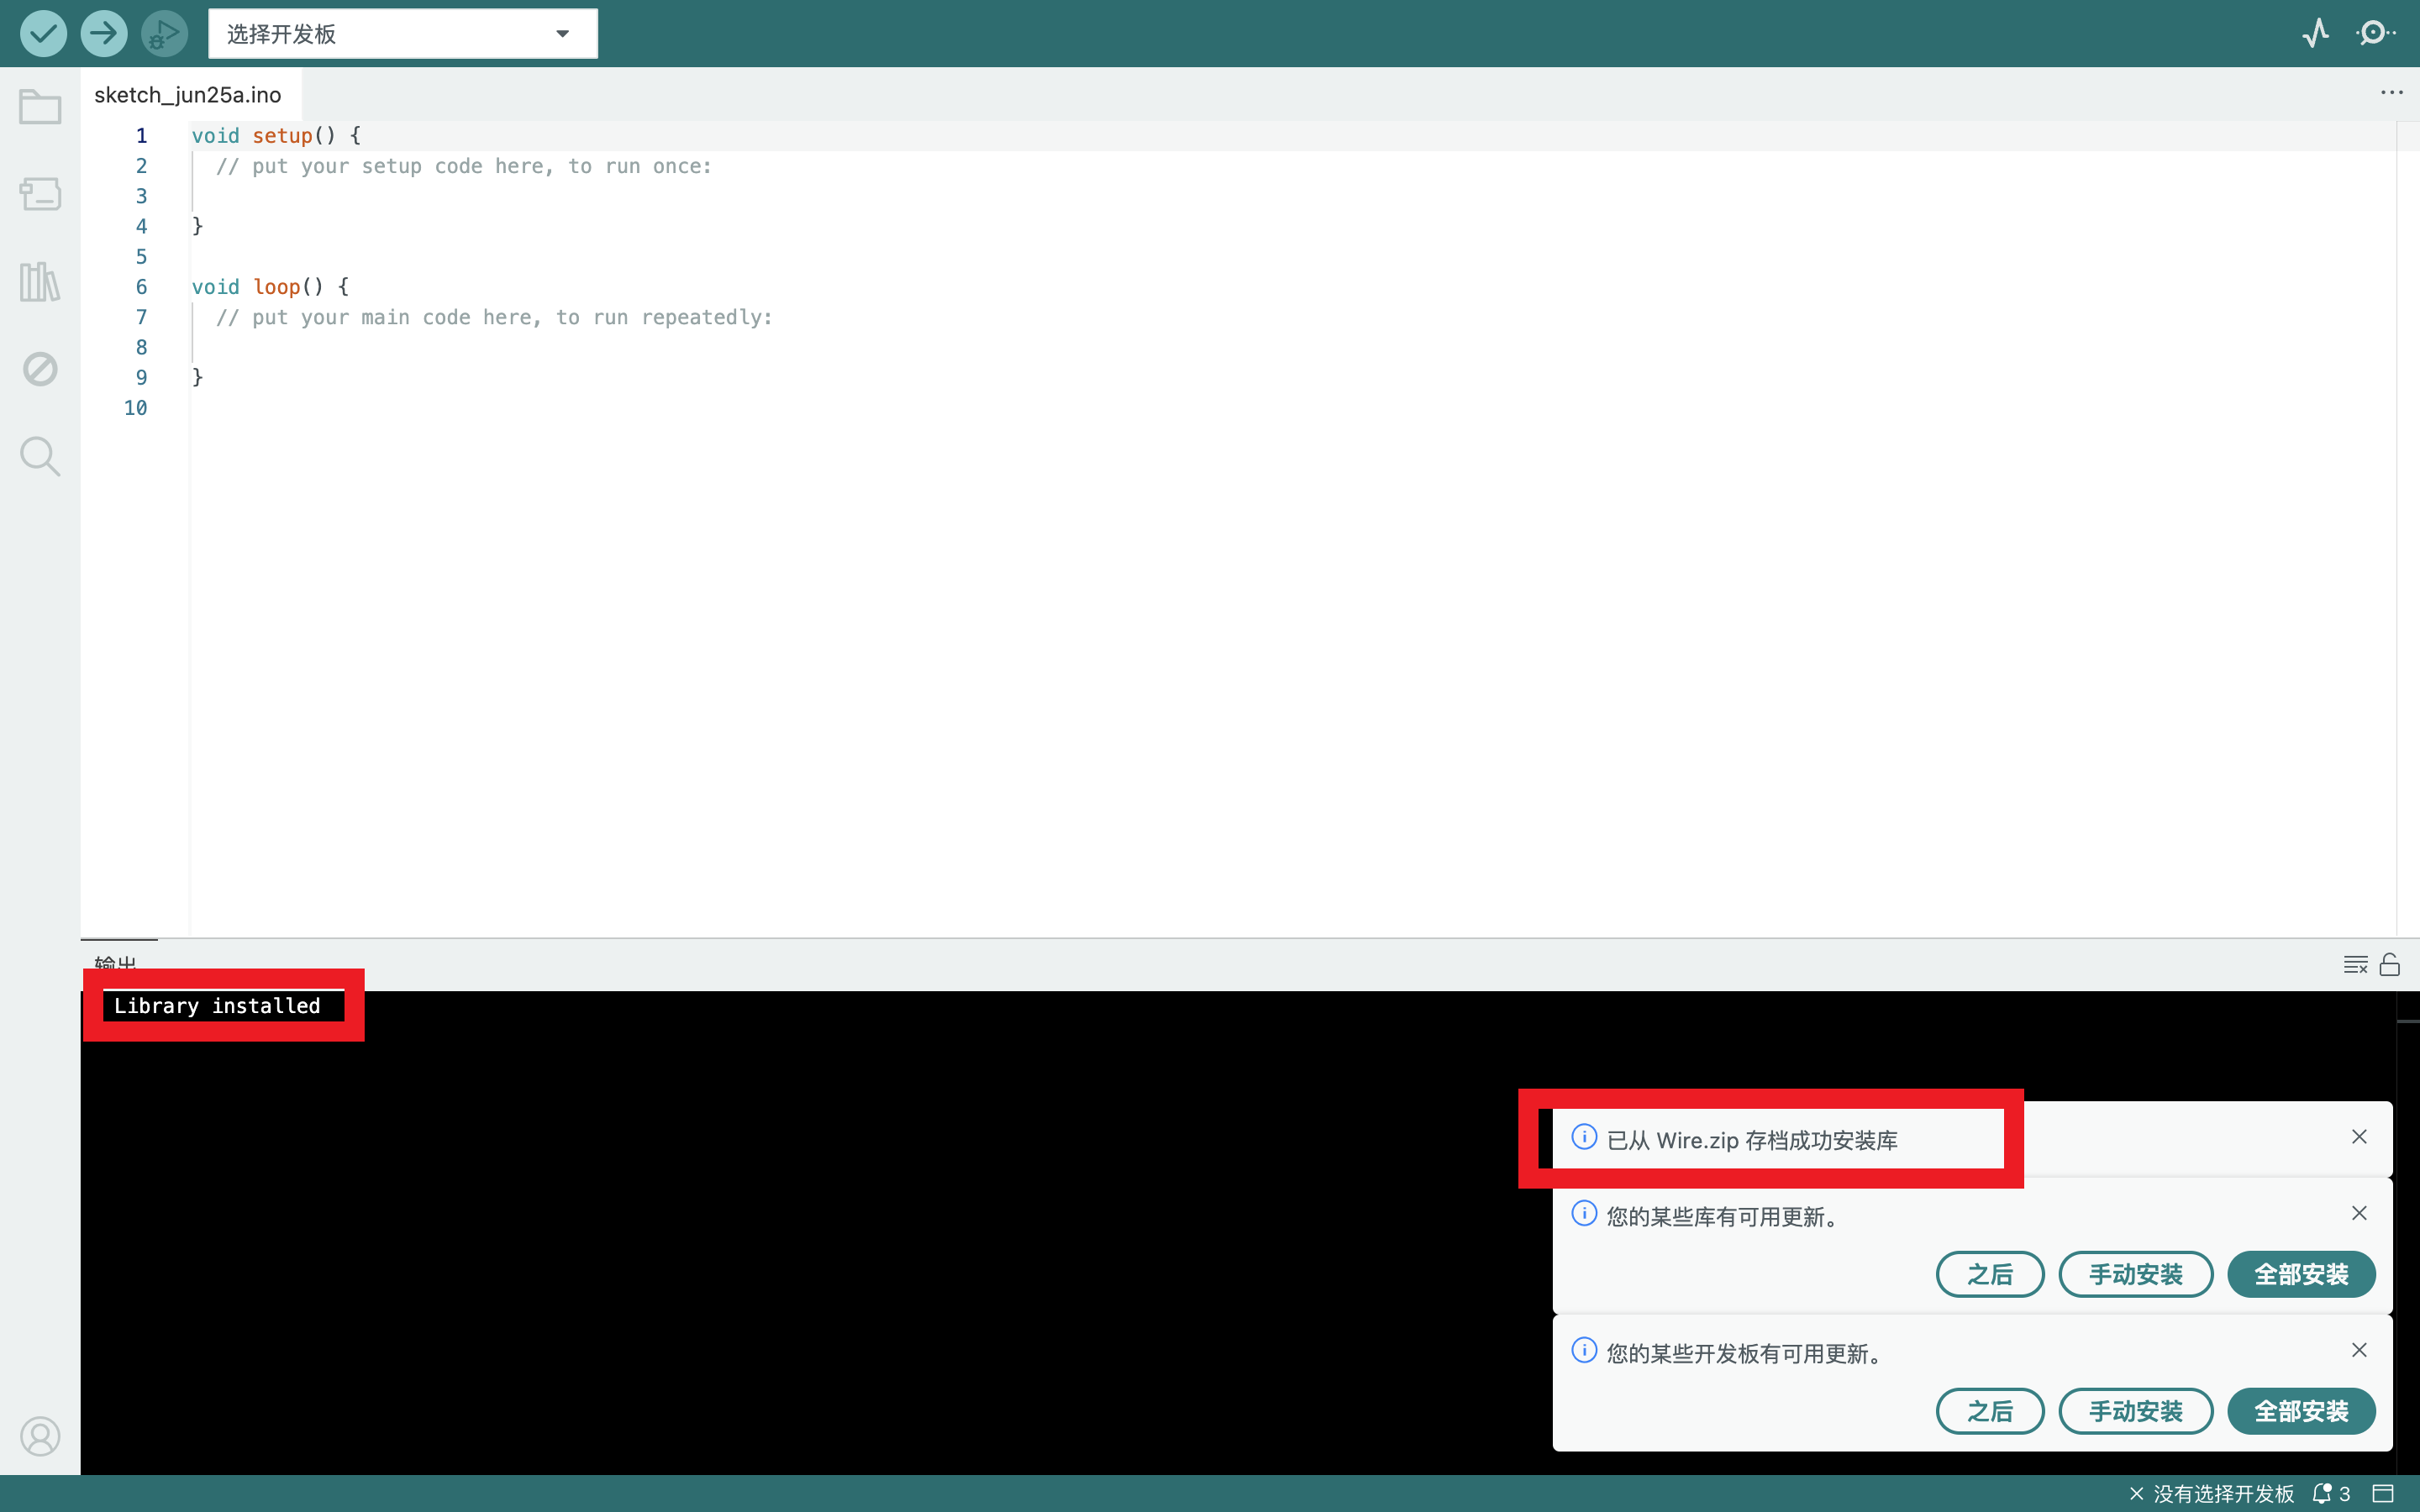 选择开发板
sketch_jun25a.ino
1 void setup() {
2 // put your setup code here, to run once:
3
4 }
5
6 void loop() {
7 // put your main code here, to run repeatedly:
8
9 }
10
输出
Library installed
已从 Wire.zip 存档成功安装库
您的某些库有可用更新。
之后 手动安装 全部安装
您的某些开发板有可用更新。
之后 手动安装 全部安装
没有选择开发板 3